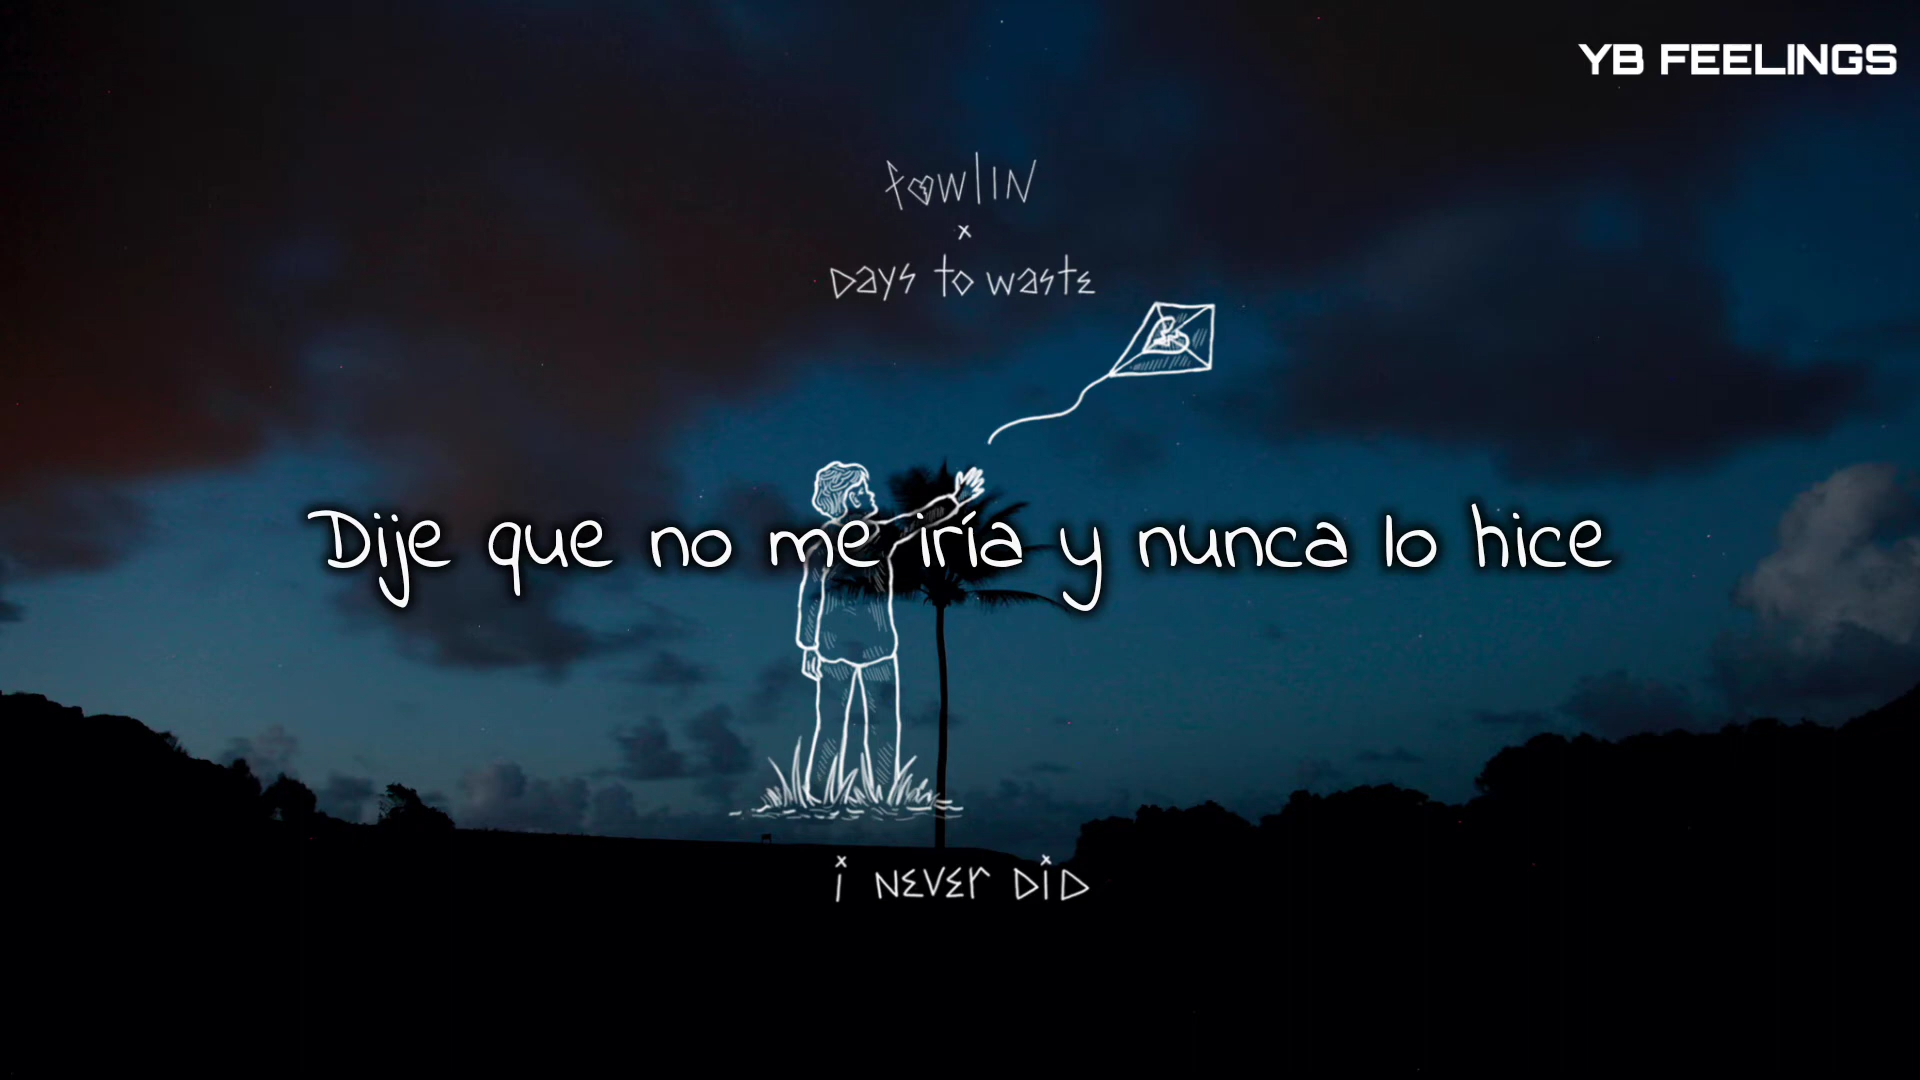 YB FEELINGS
fowlIN
x
Days to waste
Dije que no me iría y nunca lo hice
i NEVEr DiD